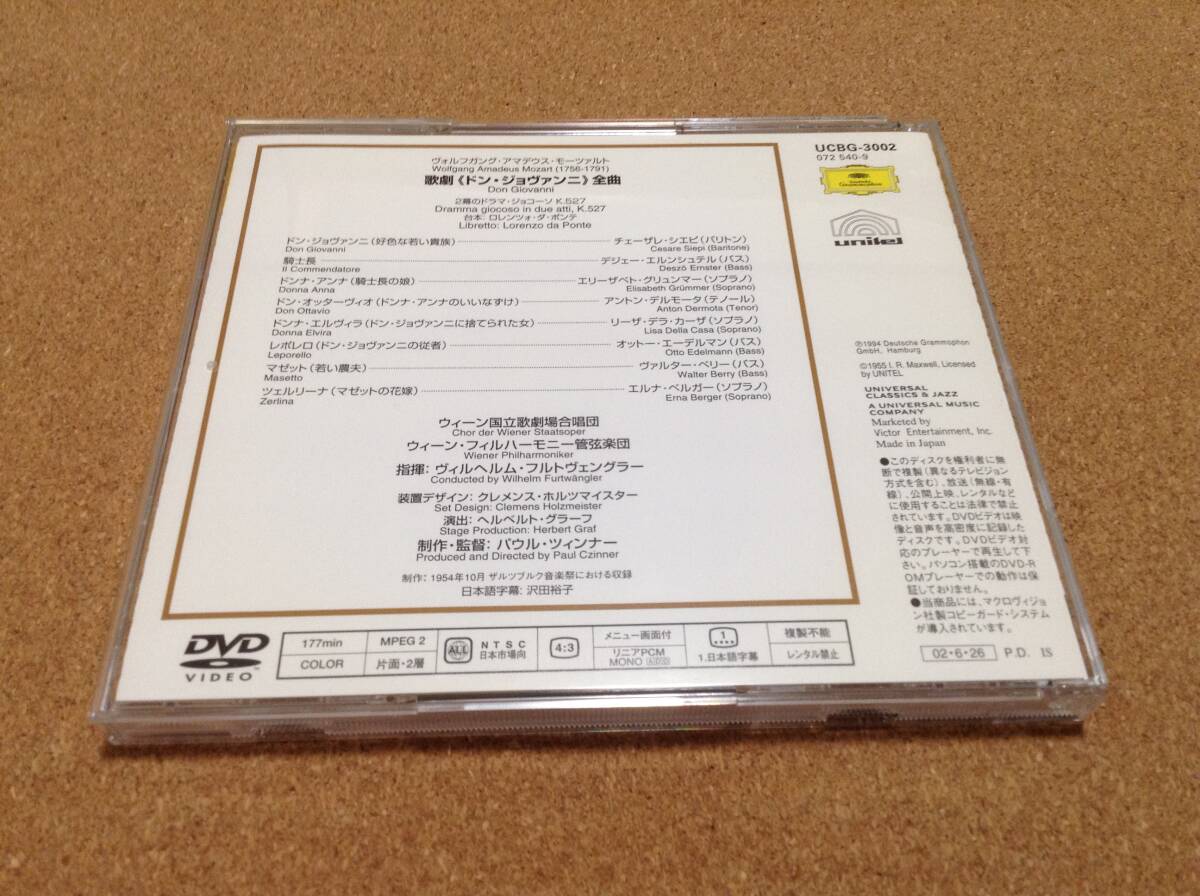 ヴォルフガング・アマデウス・モーツァルト
Wolfgang Amadeus Mozart (1756-1791)
歌劇《ドン・ジョヴァンニ》全曲
Don Giovanni
2幕のドラマ・ジョコーソ K.527
Dramma giocoso in due atti, K.527
台本：ロレンツォ・ダ・ポンテ
Libretto: Lorenzo da Ponte
ドン・ジョヴァンニ（好色な若い貴族） チェーザレ・シエピ（バリトン）
Don Giovanni Cesare Siepi (Baritone)
騎士長 デジェー・エルンシュテル（バス）
Il Commendatore Deszö Ernster (Bass)
ドンナ・アンナ（騎士長の娘） エリーザベト・グリュンマー（ソプラノ）
Donna Anna Elisabeth Grümmer (Soprano)
ドン・オッターヴィオ（ドンナ・アンナのいいなずけ） アントン・デルモータ（テノール）
Don Ottavio Anton Dermota (Tenor)
ドンナ・エルヴィラ（ドン・ジョヴァンニに捨てられた女） リーザ・デラ・カーザ（ソプラノ）
Donna Elvira Lisa Della Casa (Soprano)
レポレロ（ドン・ジョヴァンニの従者） オットー・エーデルマン（バス）
Leporello Otto Edelmann (Bass)
マゼット（若い農夫） ヴァルター・ベリー（バス）
Masetto Walter Berry (Bass)
ツェルリーナ（マゼットの花嫁） エルナ・ベルガー（ソプラノ）
Zerlina Erna Berger (Soprano)
ウィーン国立歌劇場合唱団
Chor der Wiener Staatsoper
ウィーン・フィルハーモニー管弦楽団
Wiener Philharmoniker
指揮：ヴィルヘルム・フルトヴェングラー
Conducted by Wilhelm Furtwängler
装置デザイン：クレメンス・ホルツマイスター
Set Design: Clemens Holzmeister
演出：ヘルベルト・グラーフ
Stage Production: Herbert Graf
制作・監督：パウル・ツィンナー
Produced and Directed by Paul Czinner
制作：1954年10月 ザルツブルク音楽祭における収録
日本語字幕：沢田裕子
UCBG-3002
072 540-9
Deutsche
Grammophon
unitel
℗1994 Deutsche Grammophon
GmbH, Hamburg
©1955 I. R. Maxwell, Licensed
by UNITEL
UNIVERSAL
CLASSICS & JAZZ
A UNIVERSAL MUSIC
COMPANY
Marketed by
Victor Entertainment, Inc.
Made in Japan
●このディスクを権利者に無
断で複製（異なるテレビジョン
方式を含む）、放送（無線・有
線）、公開上映、レンタルなど
に使用することは法律で禁止
されています。DVDビデオは映
像と音声を高密度に記録した
ディスクです。DVDビデオ対
応のプレーヤーで再生して下
さい。パソコン搭載のDVD-R
OMプレーヤーでの動作は保
証しておりません。
●当商品には、マクロヴィジョ
ン社製コピーガード・システム
が導入されています。
02・6・26 P.D. IS
DVD
VIDEO
177min
COLOR
MPEG 2
片面・2層
ALL
NTSC
日本市場向
4:3
メニュー画面付
リニアPCM
MONO
1
1.日本語字幕
複製不能
レンタル禁止